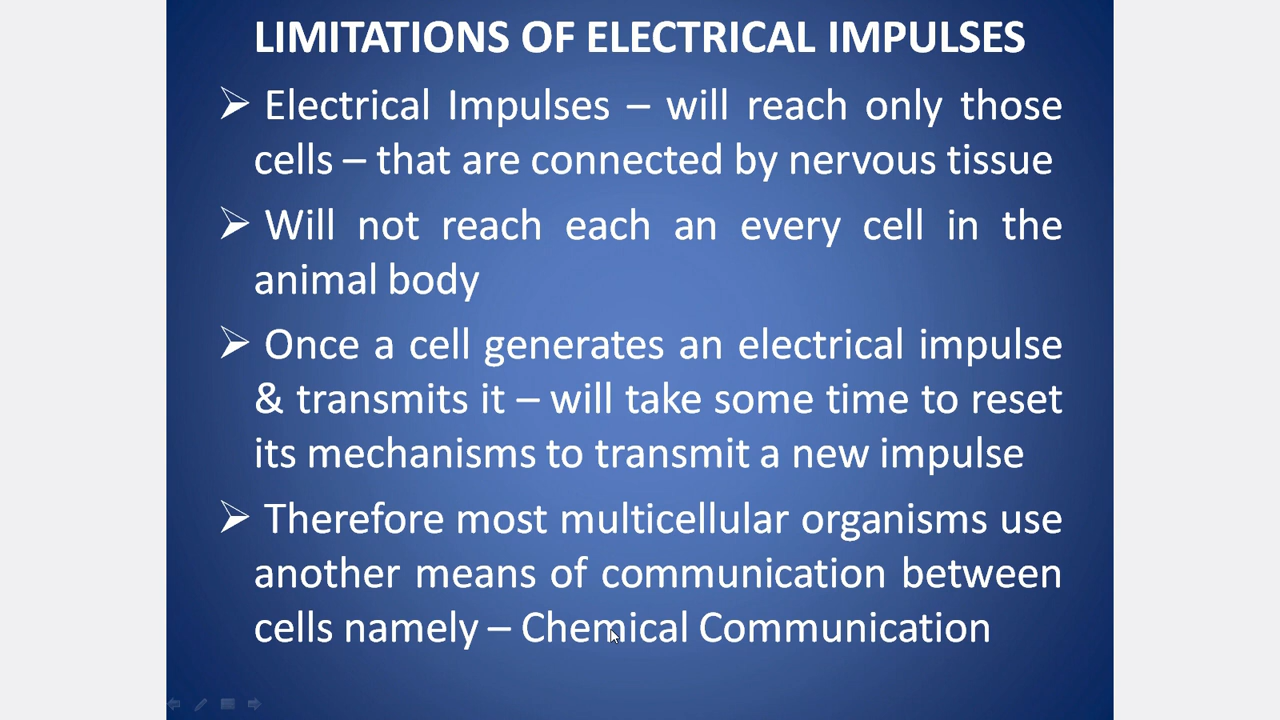 LIMITATIONS OF ELECTRICAL IMPULSES
➢ Electrical Impulses – will reach only those
cells – that are connected by nervous tissue
➢ Will not reach each an every cell in the
animal body
➢ Once a cell generates an electrical impulse
& transmits it – will take some time to reset
its mechanisms to transmit a new impulse
➢ Therefore most multicellular organisms use
another means of communication between
cells namely – Chemical Communication